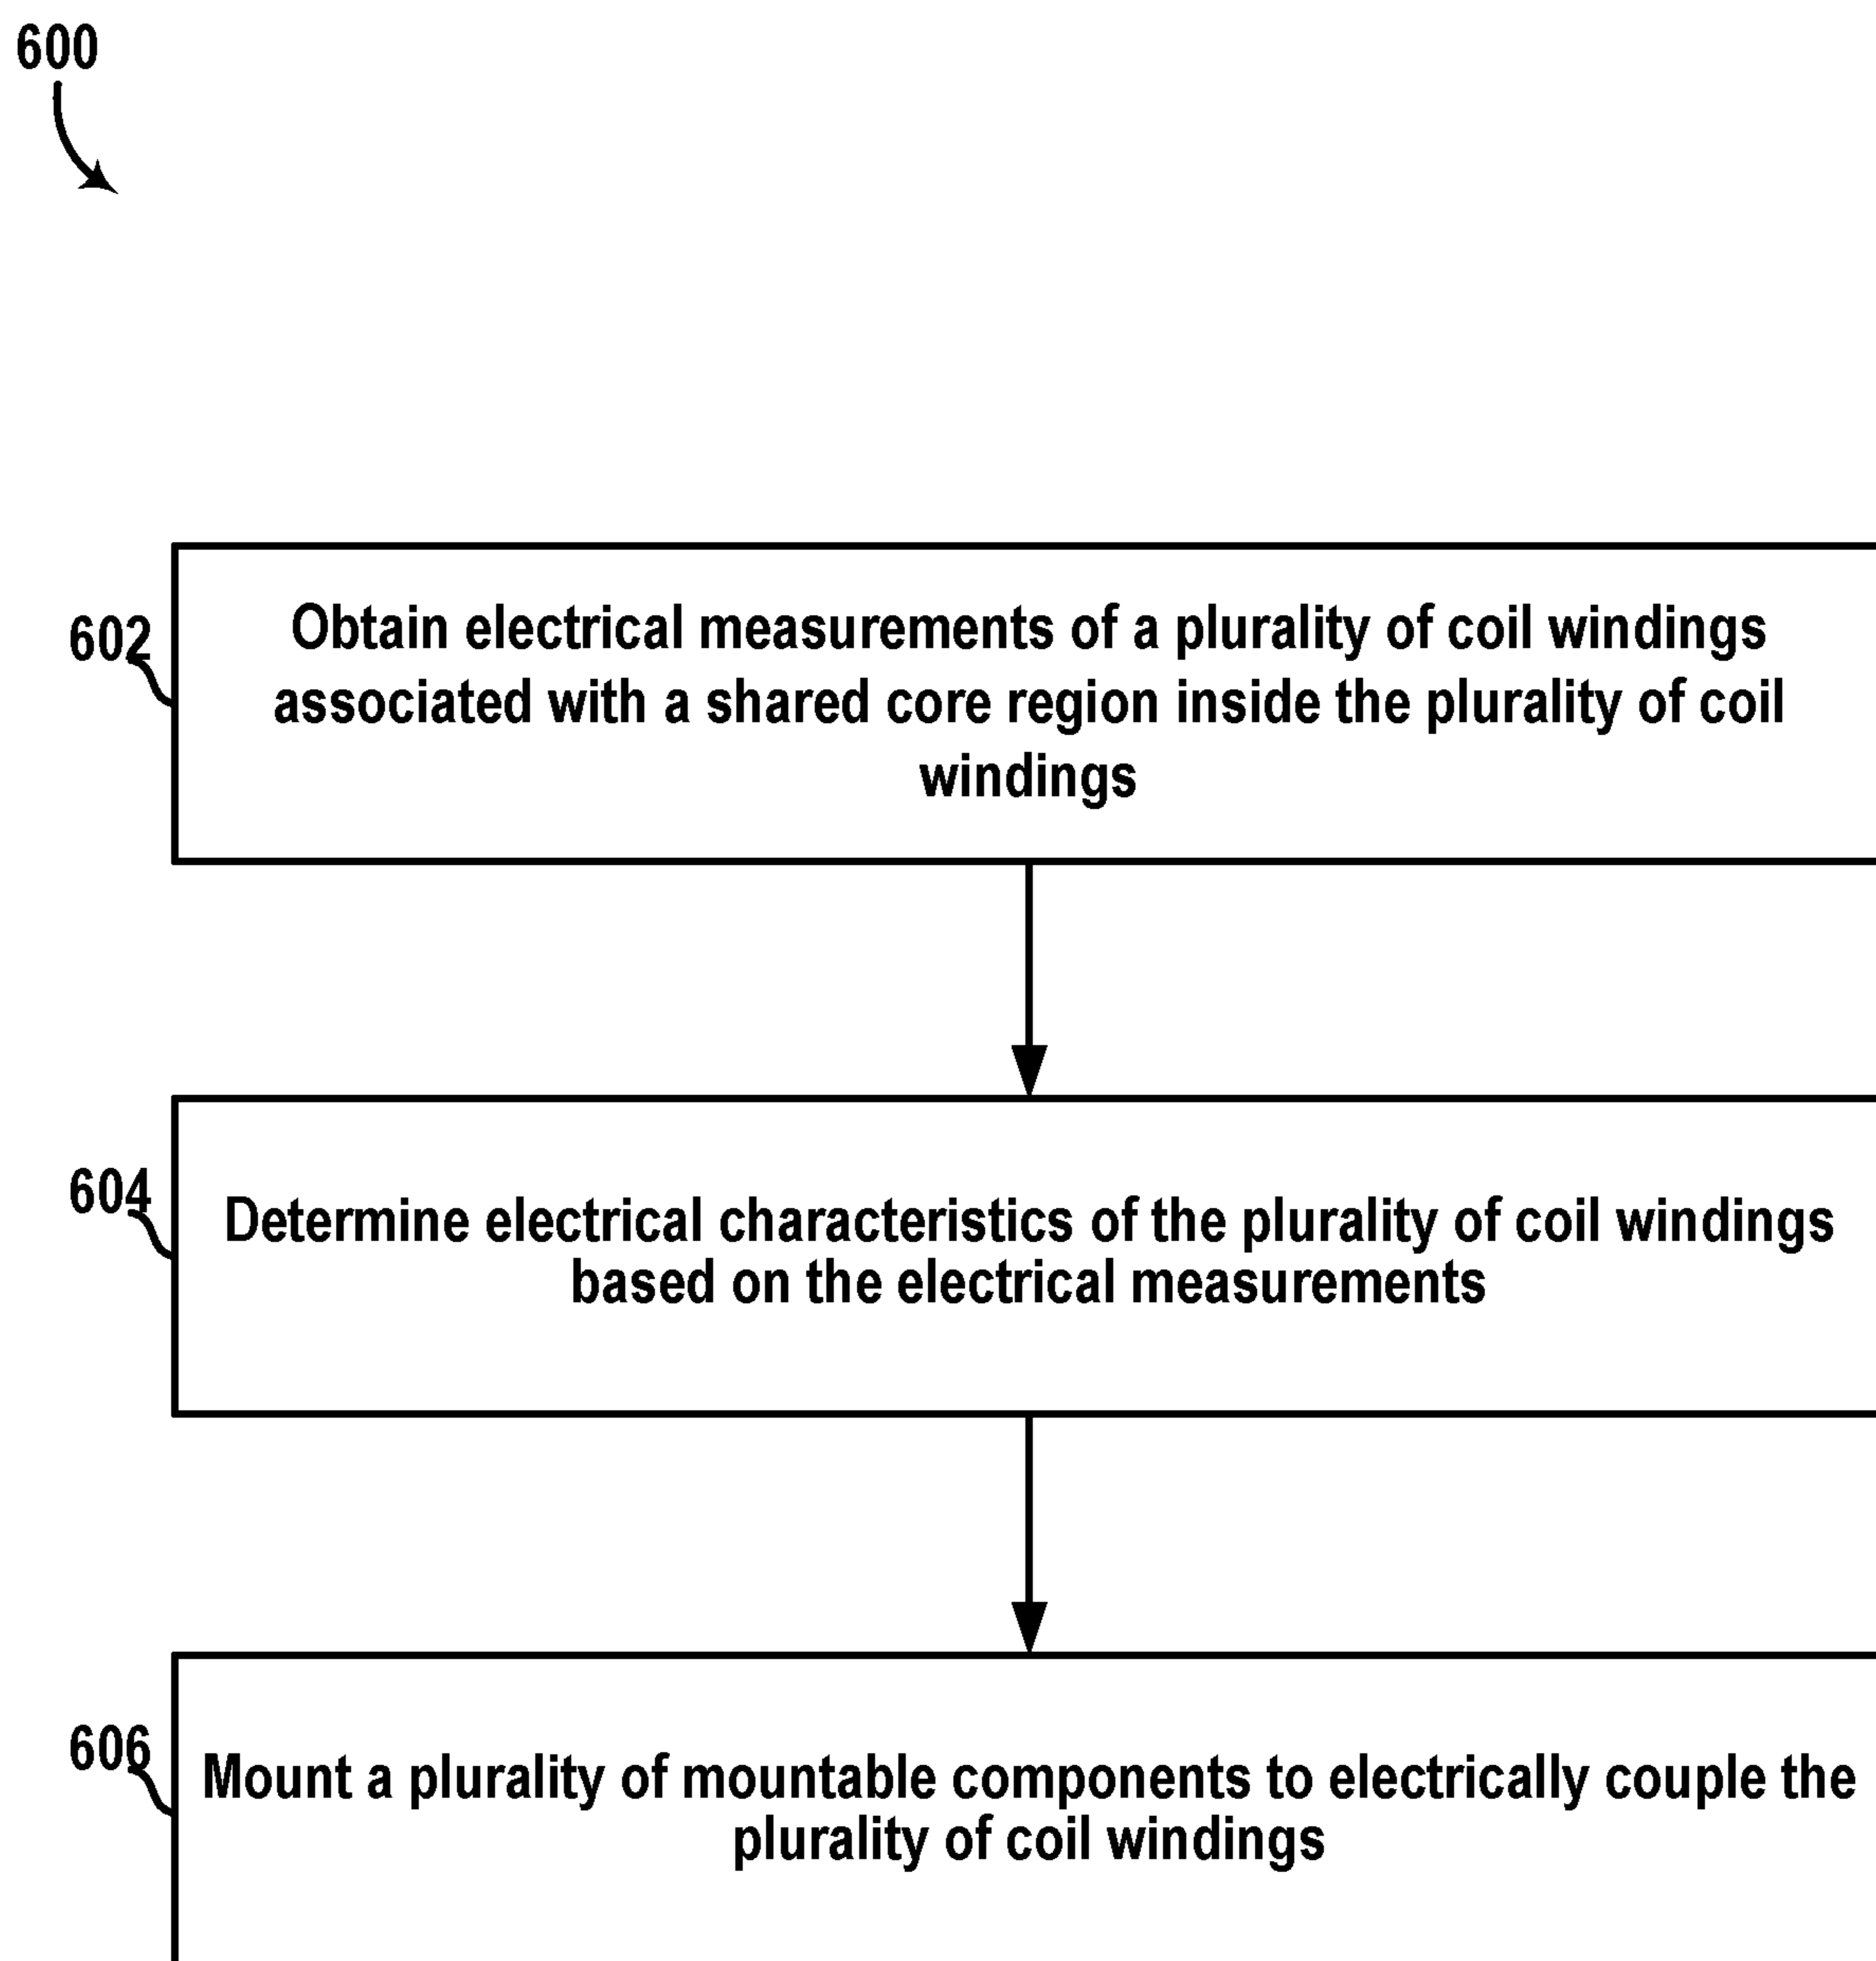 600
602
Obtain electrical measurements of a plurality of coil windings
associated with a shared core region inside the plurality of coil
windings
604
Determine electrical characteristics of the plurality of coil windings
based on the electrical measurements
606
Mount a plurality of mountable components to electrically couple the
plurality of coil windings